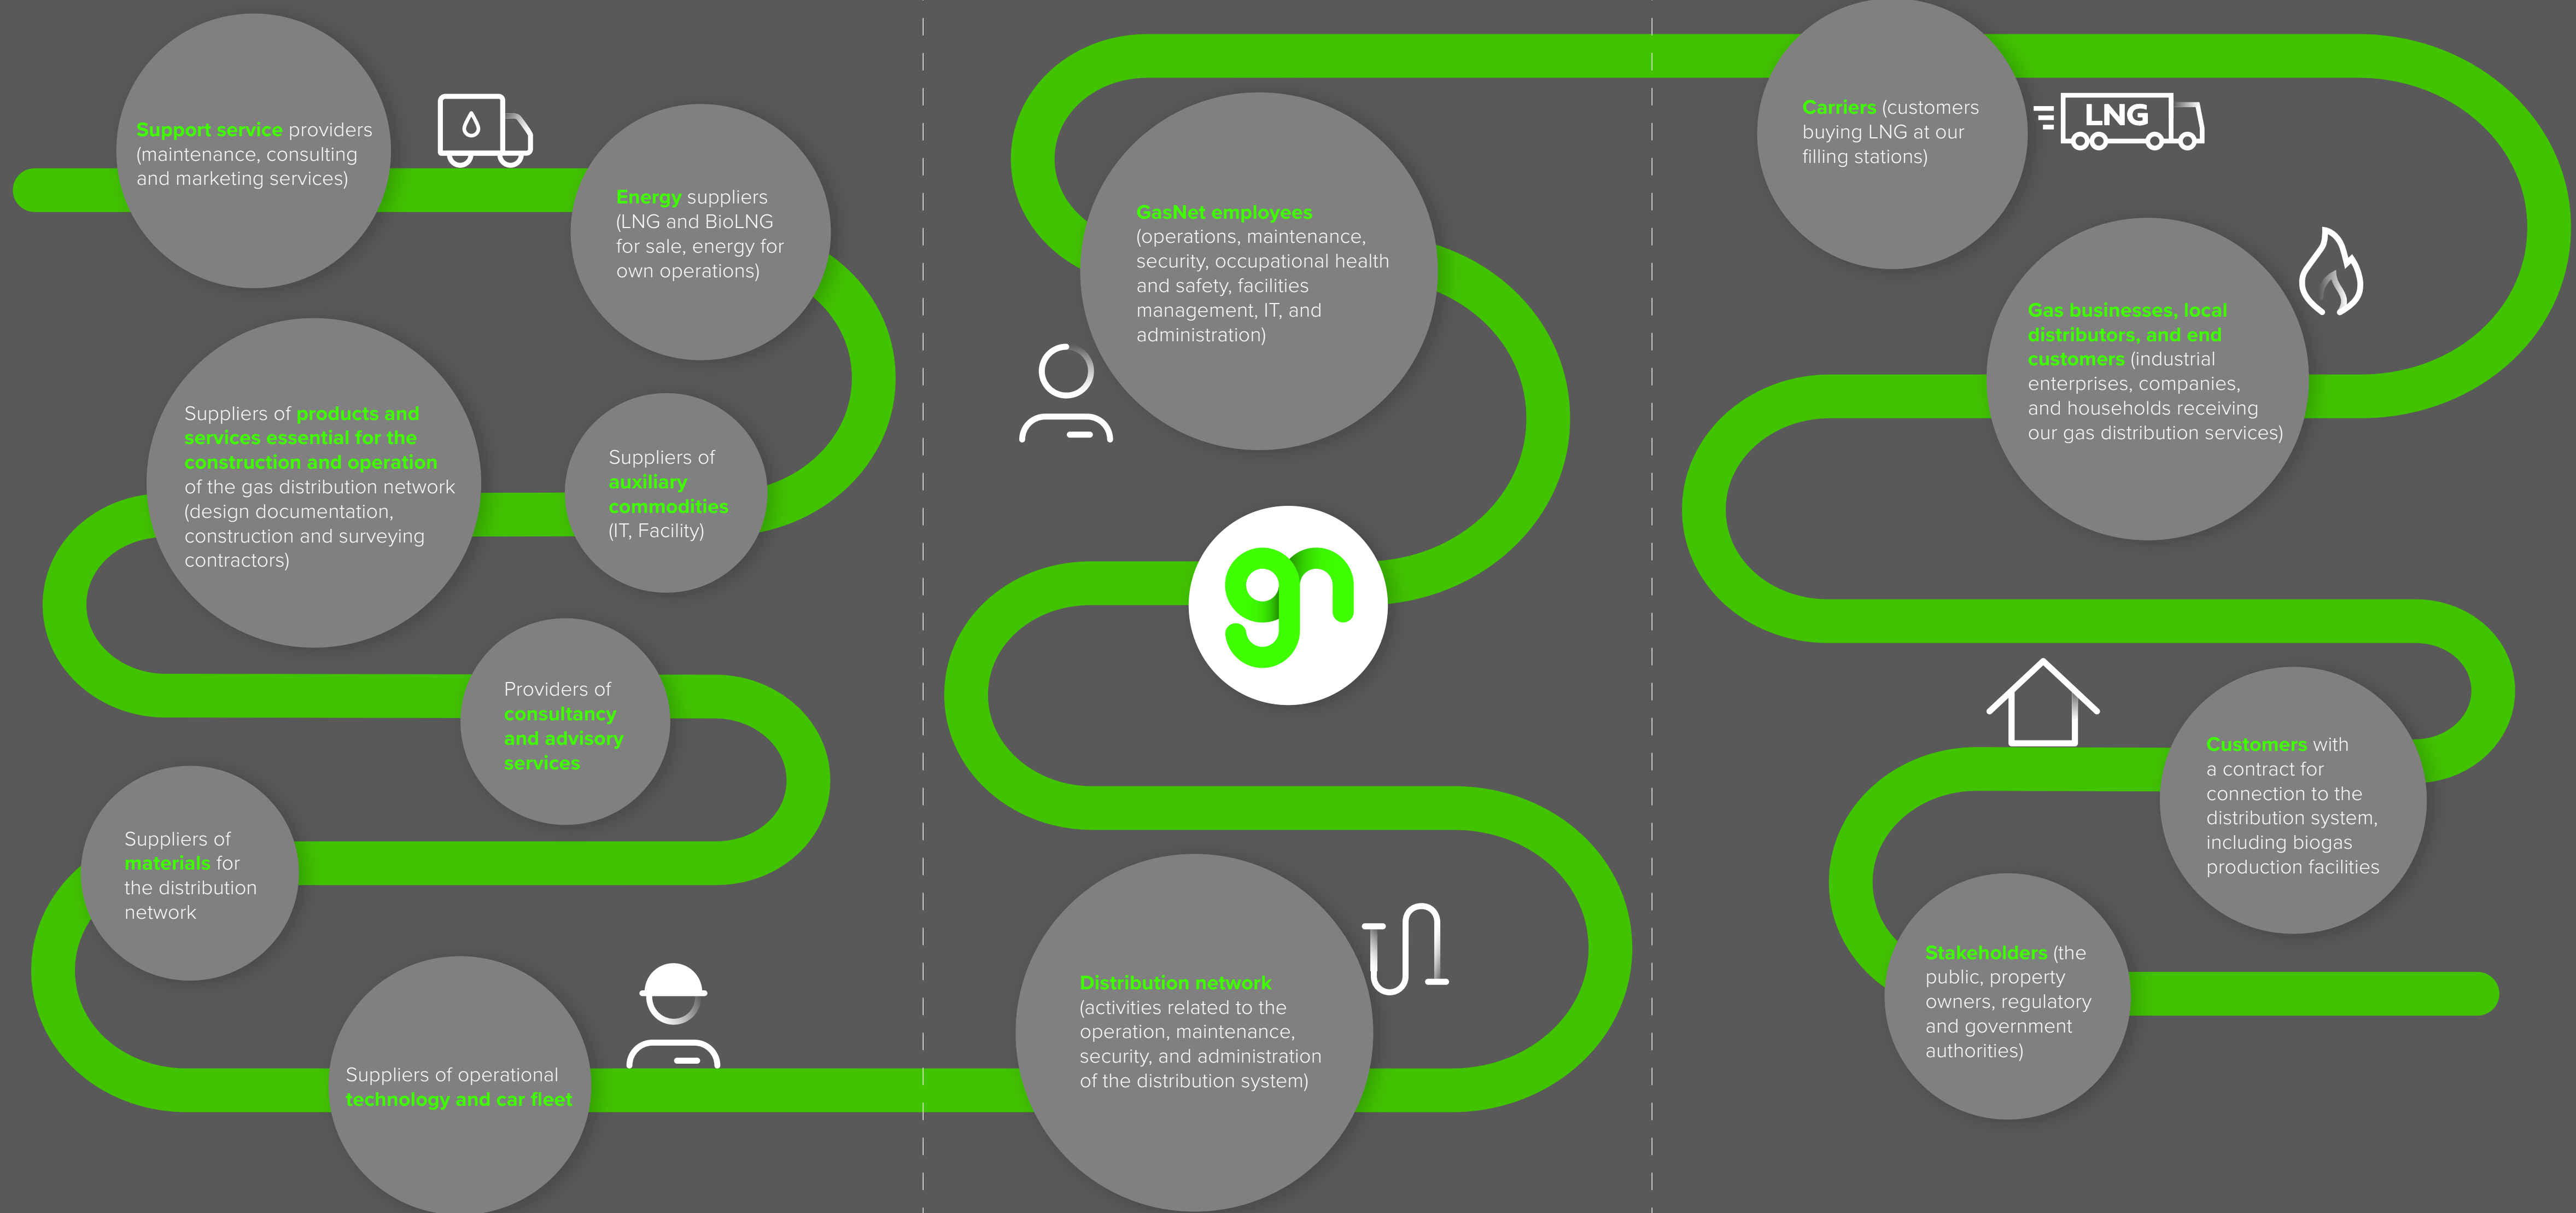 Support service providers
(maintenance, consulting
and marketing services)
Energy suppliers
(LNG and BioLNG
for sale, energy for
own operations)
Suppliers of
auxiliary
commodities
(IT, Facility)
Suppliers of products and
services essential for the
construction and operation
of the gas distribution network
(design documentation,
construction and surveying
contractors)
Providers of
consultancy
and advisory
services
Suppliers of
materials for
the distribution
network
Suppliers of operational
technology and car fleet
Distribution network
(activities related to the
operation, maintenance,
security, and administration
of the distribution system)
gn
GasNet employees
(operations, maintenance,
security, occupational health
and safety, facilities
management, IT, and
administration)
Carriers (customers
buying LNG at our
filling stations)
LNG
Gas businesses, local
distributors, and end
customers (industrial
enterprises, companies,
and households receiving
our gas distribution services)
Customers with
a contract for
connection to the
distribution system,
including biogas
production facilities
Stakeholders (the
public, property
owners, regulatory
and government
authorities)